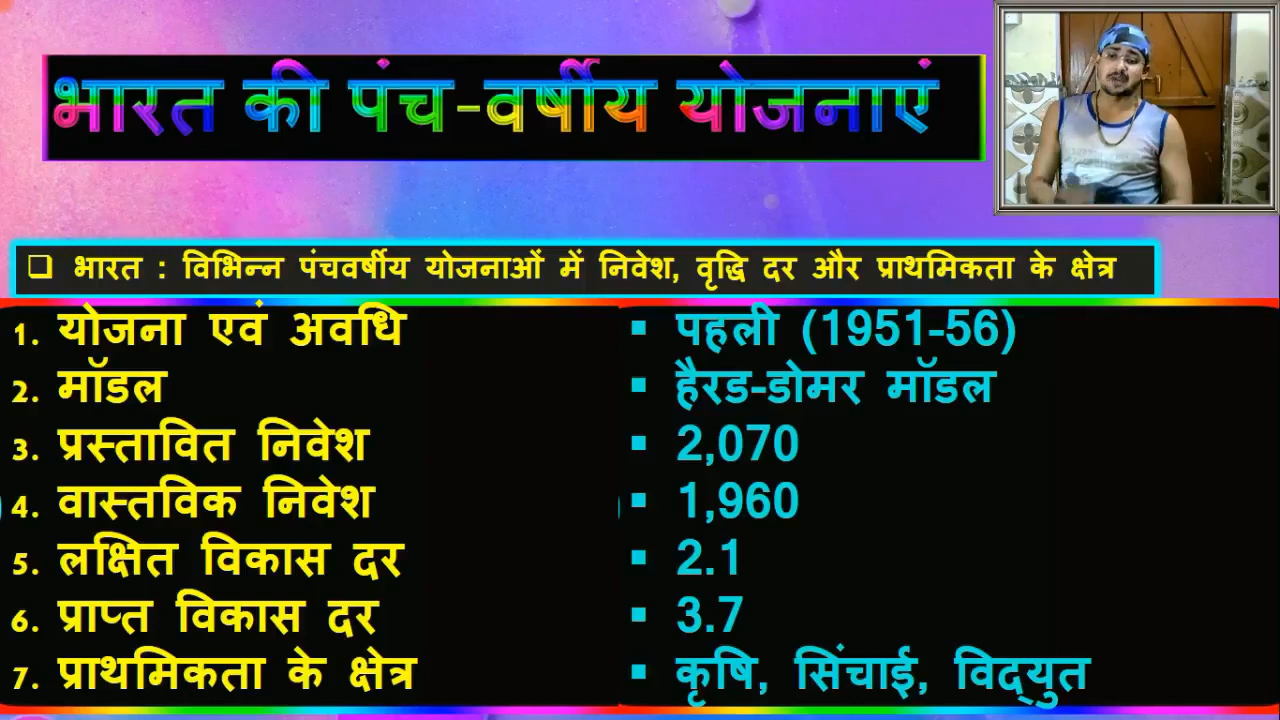 भारत की पंच-वर्षीय योजनाएं
❑ भारत : विभिन्न पंचवर्षीय योजनाओं में निवेश, वृद्धि दर और प्राथमिकता के क्षेत्र
1. योजना एवं अवधि
▪ पहली (1951-56)
2. मॉडल
▪ हैरड-डोमर मॉडल
3. प्रस्तावित निवेश
▪ 2,070
4. वास्तविक निवेश
▪ 1,960
5. लक्षित विकास दर
▪ 2.1
6. प्राप्त विकास दर
▪ 3.7
7. प्राथमिकता के क्षेत्र
▪ कृषि, सिंचाई, विद्‌युत